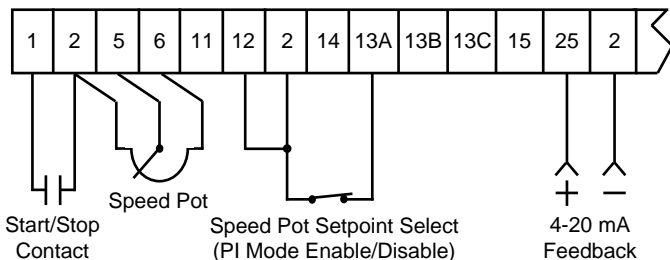 1 2 5 6 11 12 2 14 13A 13B 13C 15 25 2
Start/Stop
Contact
Speed Pot
Speed Pot Setpoint Select
(PI Mode Enable/Disable)
+ −
4-20 mA
Feedback